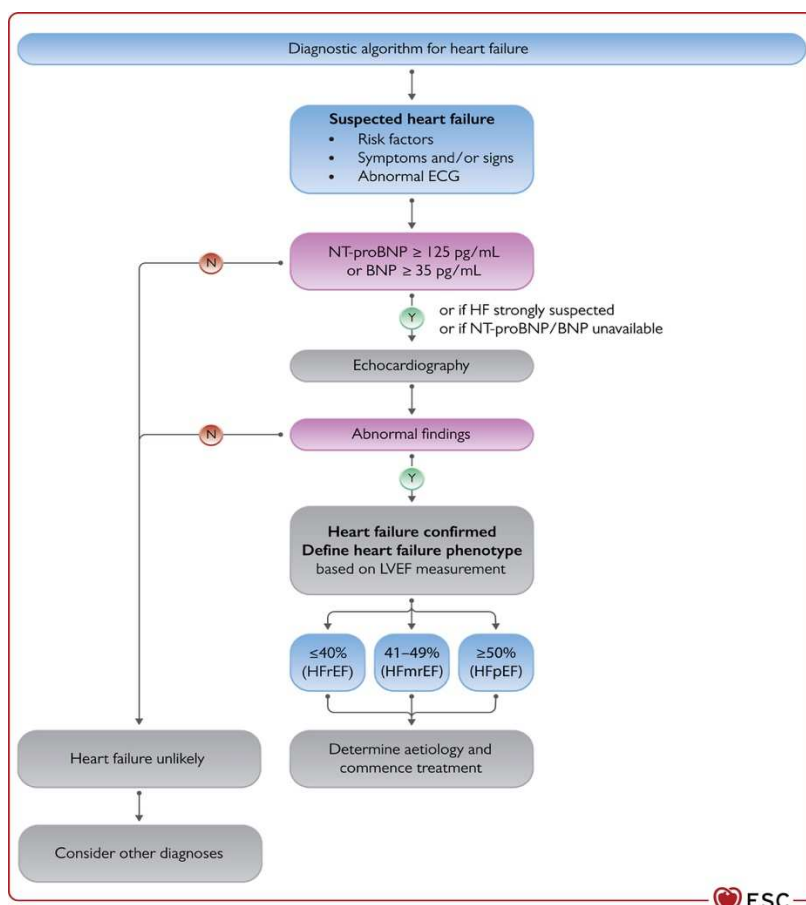 Diagnostic algorithm for heart failure
Suspected heart failure
• Risk factors
• Symptoms and/or signs
• Abnormal ECG
NT-proBNP ≥ 125 pg/mL
or BNP ≥ 35 pg/mL
N
Y
or if HF strongly suspected
or if NT-proBNP/BNP unavailable
Echocardiography
Abnormal findings
N
Y
Heart failure confirmed
Define heart failure phenotype
based on LVEF measurement
≤40%
(HFrEF)
41–49%
(HFmrEF)
≥50%
(HFpEF)
Heart failure unlikely
Determine aetiology and
commence treatment
Consider other diagnoses
ESC